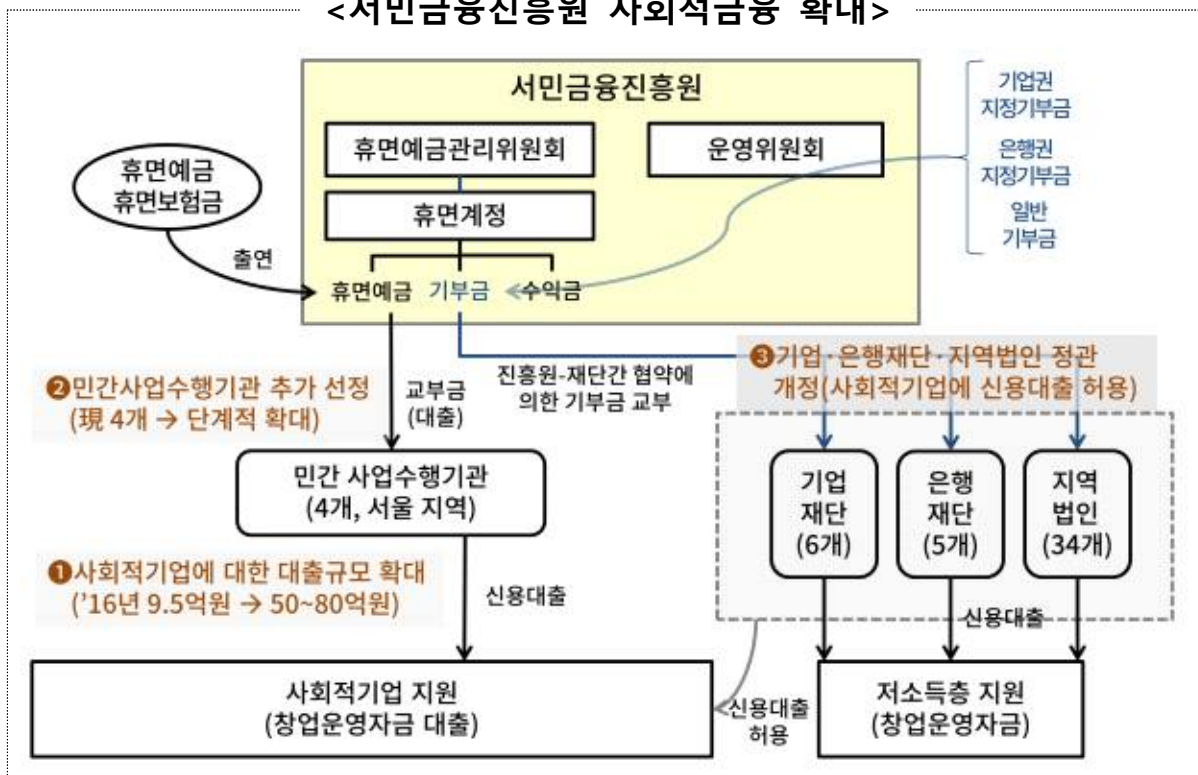 <서민금융진흥원 사회적금융 확대>
서민금융진흥원
휴면예금관리위원회
운영위원회
휴면계정
휴면예금
휴면보험금
출연
휴면예금
기부금
수익금
기업권
지정기부금
은행권
지정기부금
일반
기부금
❷민간사업수행기관 추가 선정
(現 4개 → 단계적 확대)
교부금
(대출)
진흥원-재단간 협약에
의한 기부금 교부
❸기업·은행재단·지역법인 정관
개정(사회적기업에 신용대출 허용)
민간 사업수행기관
(4개, 서울 지역)
기업
재단
(6개)
은행
재단
(5개)
지역
법인
(34개)
❶사회적기업에 대한 대출규모 확대
('16년 9.5억원 → 50~80억원)
신용대출
신용대출
사회적기업 지원
(창업운영자금 대출)
신용대출
허용
저소득층 지원
(창업운영자금)